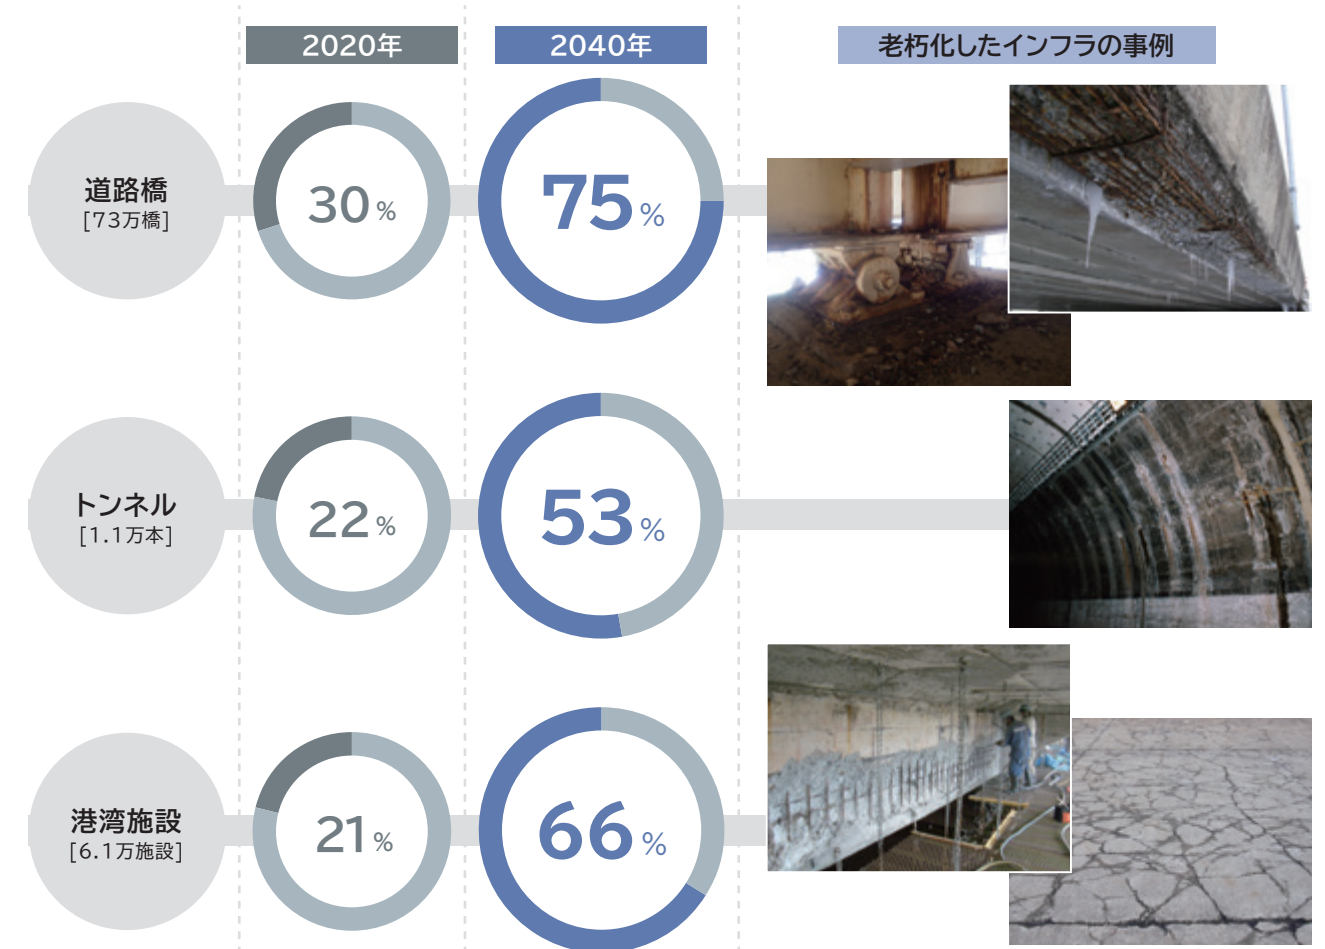 2020年
2040年
老朽化したインフラの事例
道路橋
[73万橋]
30%
75%
トンネル
[1.1万本]
22%
53%
港湾施設
[6.1万施設]
21%
66%